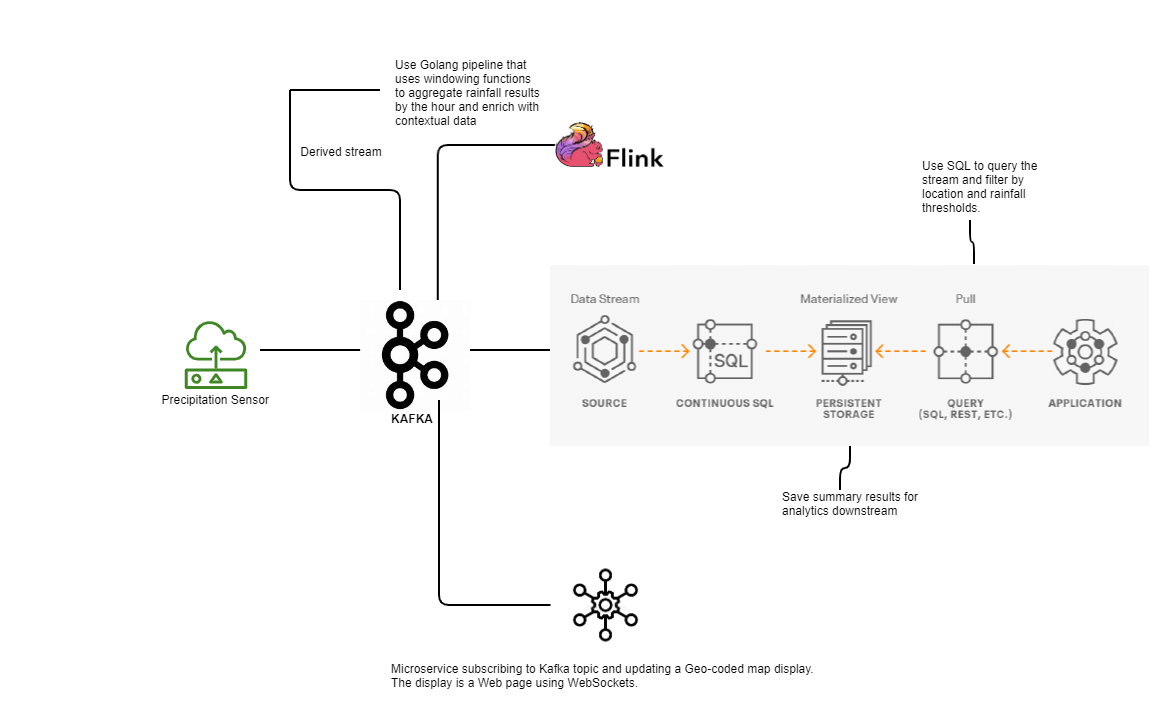 Use Golang pipeline that
uses windowing functions
to aggregate rainfall results
by the hour and enrich with
contextual data
Derived stream
Flink
Use SQL to query the
stream and filter by
location and rainfall
thresholds.
Data Stream
Materialized View
Pull
SQL
SOURCE
CONTINUOUS SQL
PERSISTENT
STORAGE
QUERY
(SQL, REST, ETC.)
APPLICATION
Precipitation Sensor
KAFKA
Save summary results for
analytics downstream
Microservice subscribing to Kafka topic and updating a Geo-coded map display.
The display is a Web page using WebSockets.